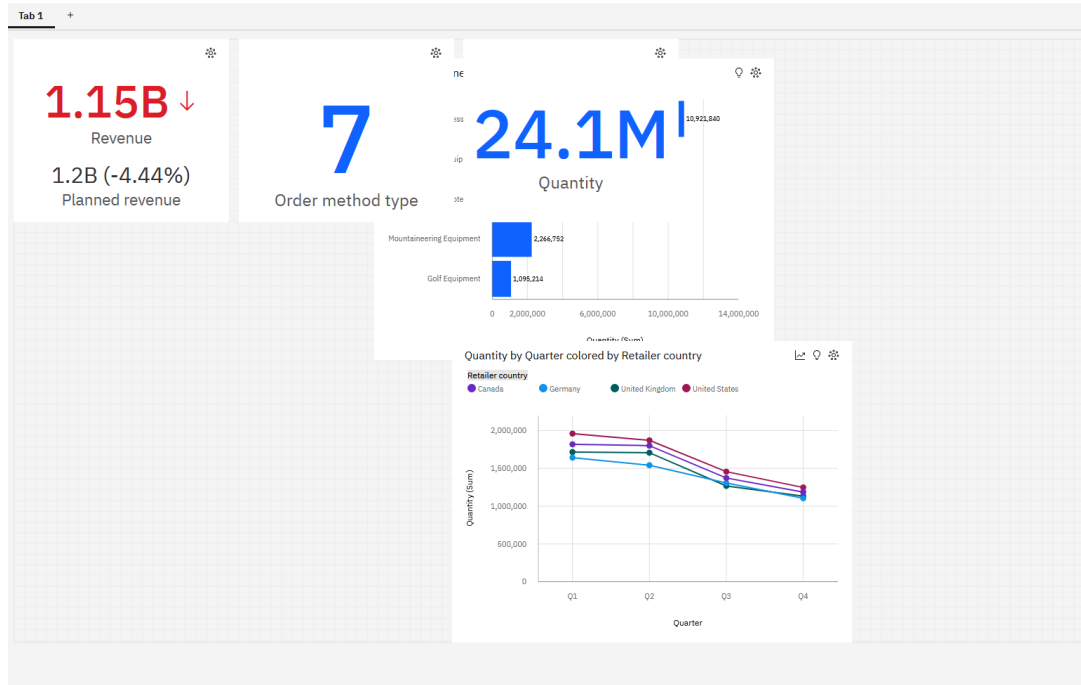 Tab 1 +
1.15B ↓
Revenue
1.2B (-4.44%)
Planned revenue
7
Order method type
24.1M
Quantity
10,921,840
Mountaineering Equipment
2,266,752
Golf Equipment
1,095,214
0 2,000,000 6,000,000 10,000,000 14,000,000
Quantity (Sum)
Quantity by Quarter colored by Retailer country
Retailer country
Canada Germany United Kingdom United States
2,000,000
1,500,000
1,000,000
500,000
0
Quantity (Sum)
Q1 Q2 Q3 Q4
Quarter